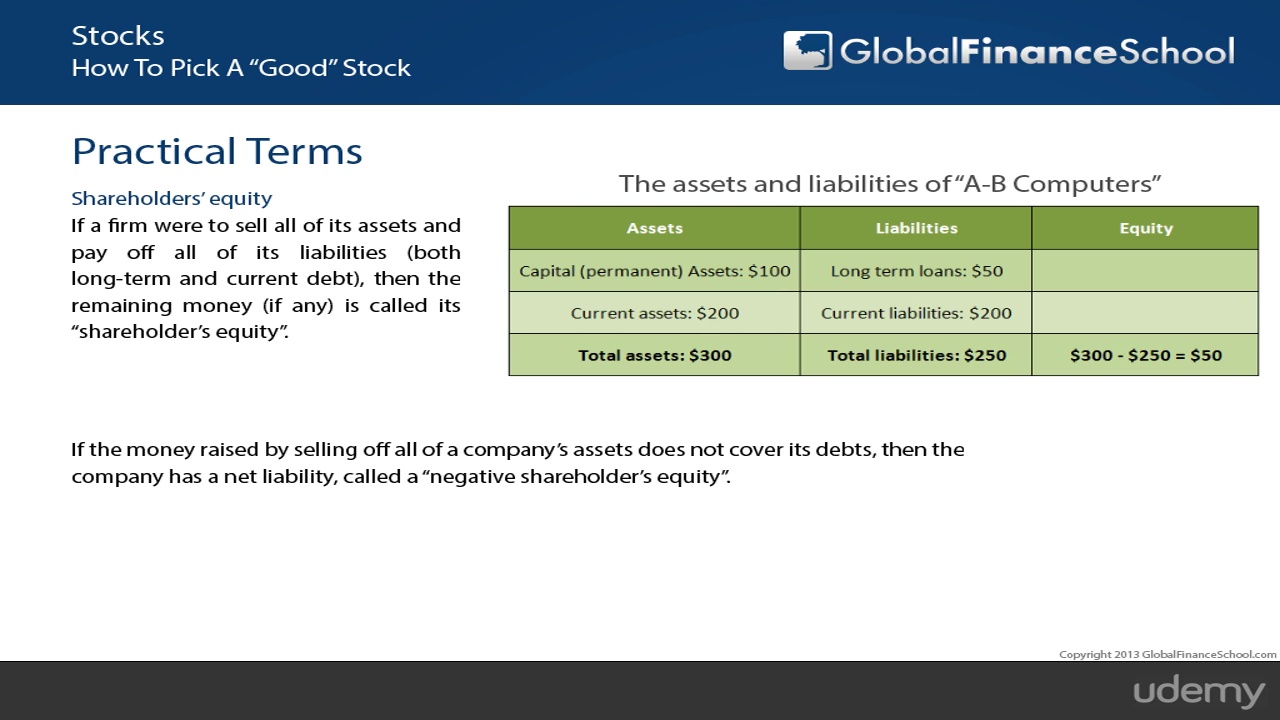 Stocks
How To Pick A “Good” Stock
GlobalFinanceSchool
Practical Terms
Shareholders’ equity
If a firm were to sell all of its assets and
pay off all of its liabilities (both
long-term and current debt), then the
remaining money (if any) is called its
“shareholder’s equity”.
The assets and liabilities of “A-B Computers”
Assets Liabilities Equity
Capital (permanent) Assets: $100 Long term loans: $50
Current assets: $200 Current liabilities: $200
Total assets: $300 Total liabilities: $250 $300 - $250 = $50
If the money raised by selling off all of a company’s assets does not cover its debts, then the
company has a net liability, called a “negative shareholder’s equity”.
Copyright 2013 GlobalFinanceSchool.com
udemy